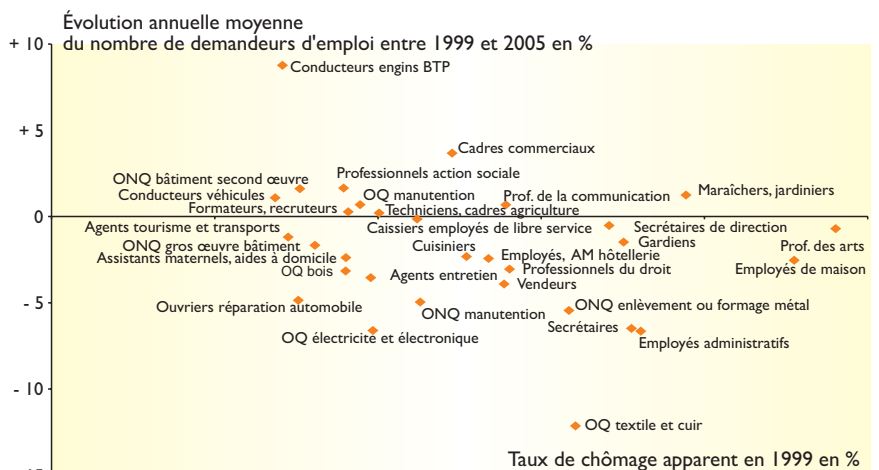 Évolution annuelle moyenne
du nombre de demandeurs d'emploi entre 1999 et 2005 en %
+ 10
Conducteurs engins BTP
+ 5
Cadres commerciaux
Professionnels action sociale
ONQ bâtiment second œuvre
Conducteurs véhicules
OQ manutention
Prof. de la communication
Maraîchers, jardiniers
Formateurs, recruteurs
Techniciens, cadres agriculture
0
Agents tourisme et transports
Caissiers employés de libre service
Secrétaires de direction
ONQ gros œuvre bâtiment
Cuisiniers
Gardiens
Prof. des arts
Assistants maternels, aides à domicile
Employés, AM hôtellerie
OQ bois
Agents entretien
Professionnels du droit
Employés de maison
Vendeurs
- 5
Ouvriers réparation automobile
ONQ manutention
ONQ enlèvement ou formage métal
OQ électricité et électronique
Secrétaires
Employés administratifs
- 10
OQ textile et cuir
Taux de chômage apparent en 1999 en %